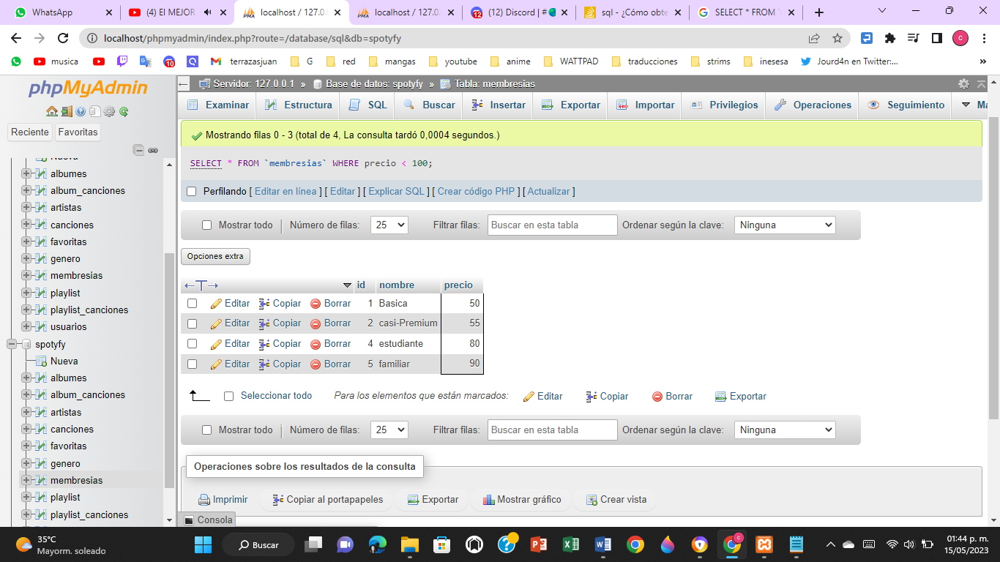 WhatsApp
(4) El MEJOR
localhost / 127.0.
localhost / 127.0.
(12) Discord | #
sql - ¿Cómo obte
SELECT * FROM
localhost/phpmyadmin/index.php?route=/database/sql&db=spotyfy
c
musica
10
terrazasjuan
G
red
mangas
youtube
anime
WATTPAD
traducciones
strims
inesesa
Jourd4n en Twitter:...
»
phpMyAdmin
Reciente
Favoritas
Nueva
albumes
album_canciones
artistas
canciones
favoritas
genero
membresias
playlist
playlist_canciones
usuarios
spotyfy
Nueva
albumes
album_canciones
artistas
canciones
favoritas
genero
membresias
playlist
playlist_canciones
Servidor: 127.0.0.1 » Base de datos: spotyfy » Tabla: membresias
Examinar Estructura SQL Buscar Insertar Exportar Importar Privilegios Operaciones Seguimiento Ma
Mostrando filas 0 - 3 (total de 4, La consulta tardó 0,0004 segundos.)
SELECT * FROM `membresias` WHERE precio < 100;
Perfilando [ Editar en línea ] [ Editar ] [ Explicar SQL ] [ Crear código PHP ] [ Actualizar ]
Mostrar todo Número de filas: 25 Filtrar filas: Buscar en esta tabla Ordenar según la clave: Ninguna
Opciones extra
id nombre precio
Editar Copiar Borrar 1 Basica 50
Editar Copiar Borrar 2 casi-Premium 55
Editar Copiar Borrar 4 estudiante 80
Editar Copiar Borrar 5 familiar 90
Seleccionar todo Para los elementos que están marcados: Editar Copiar Borrar Exportar
Mostrar todo Número de filas: 25 Filtrar filas: Buscar en esta tabla Ordenar según la clave: Ninguna
Operaciones sobre los resultados de la consulta
Imprimir Copiar al portapapeles Exportar Mostrar gráfico Crear vista
Consola
35°C
Mayorm. soleado
Buscar
01:44 p. m.
15/05/2023